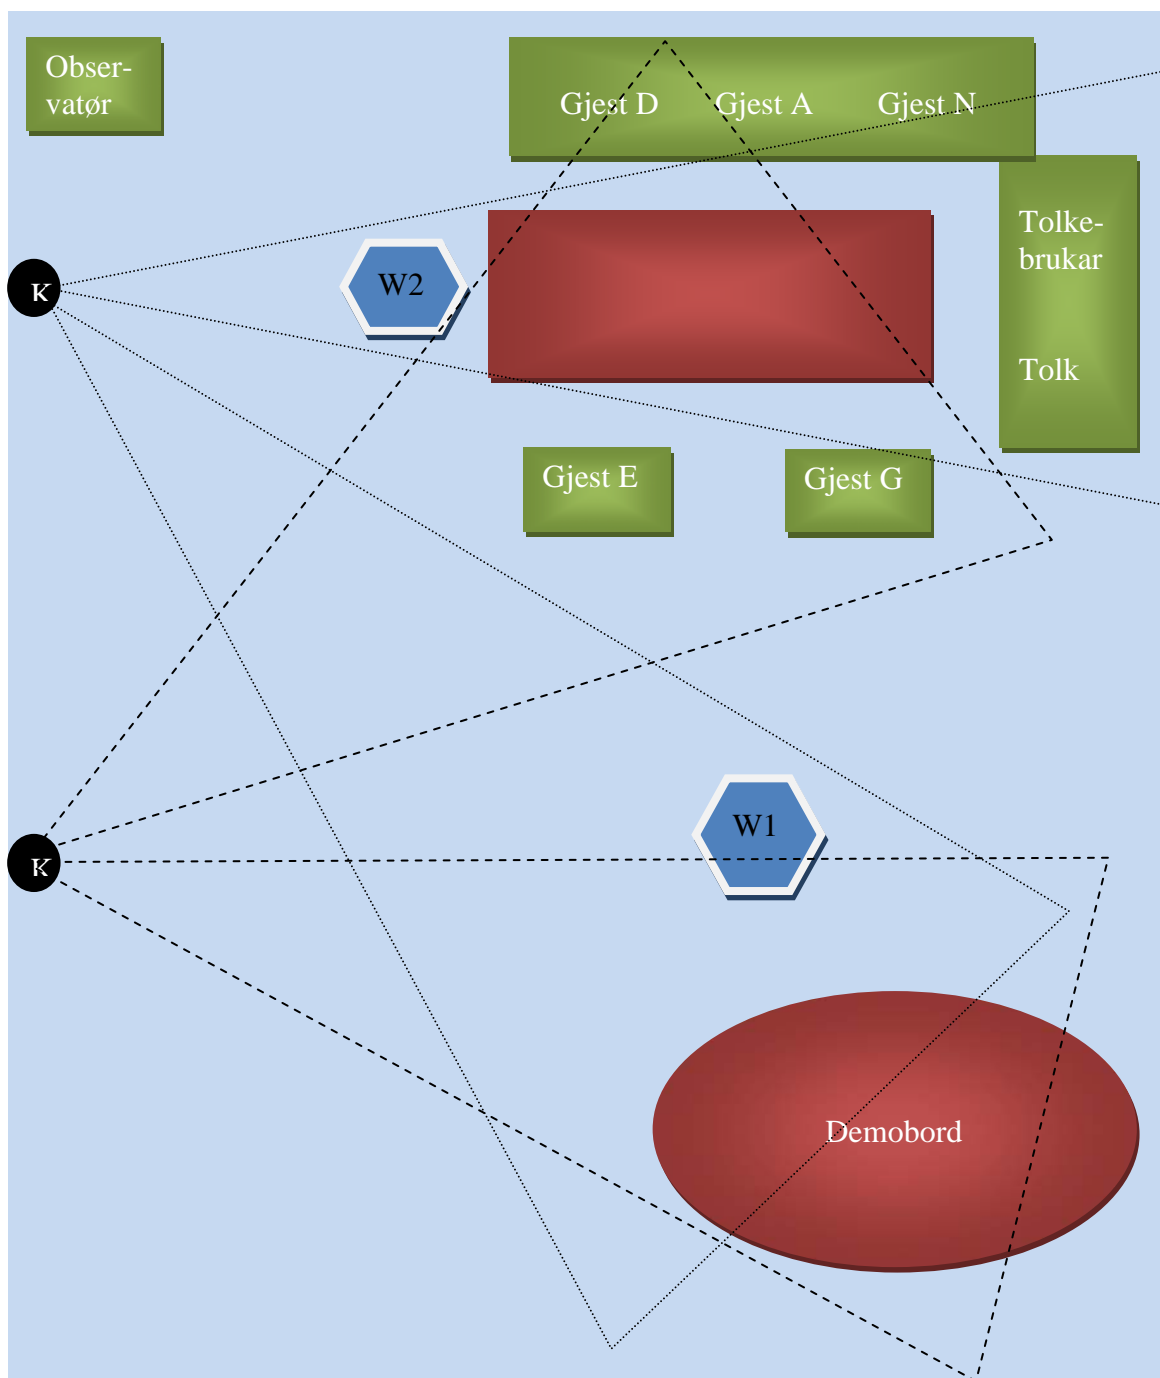 Obser-
vatør
Gjest D Gjest A Gjest N
Tolke-
brukar
Tolk
K
W2
Gjest E Gjest G
W1
K
Demobord